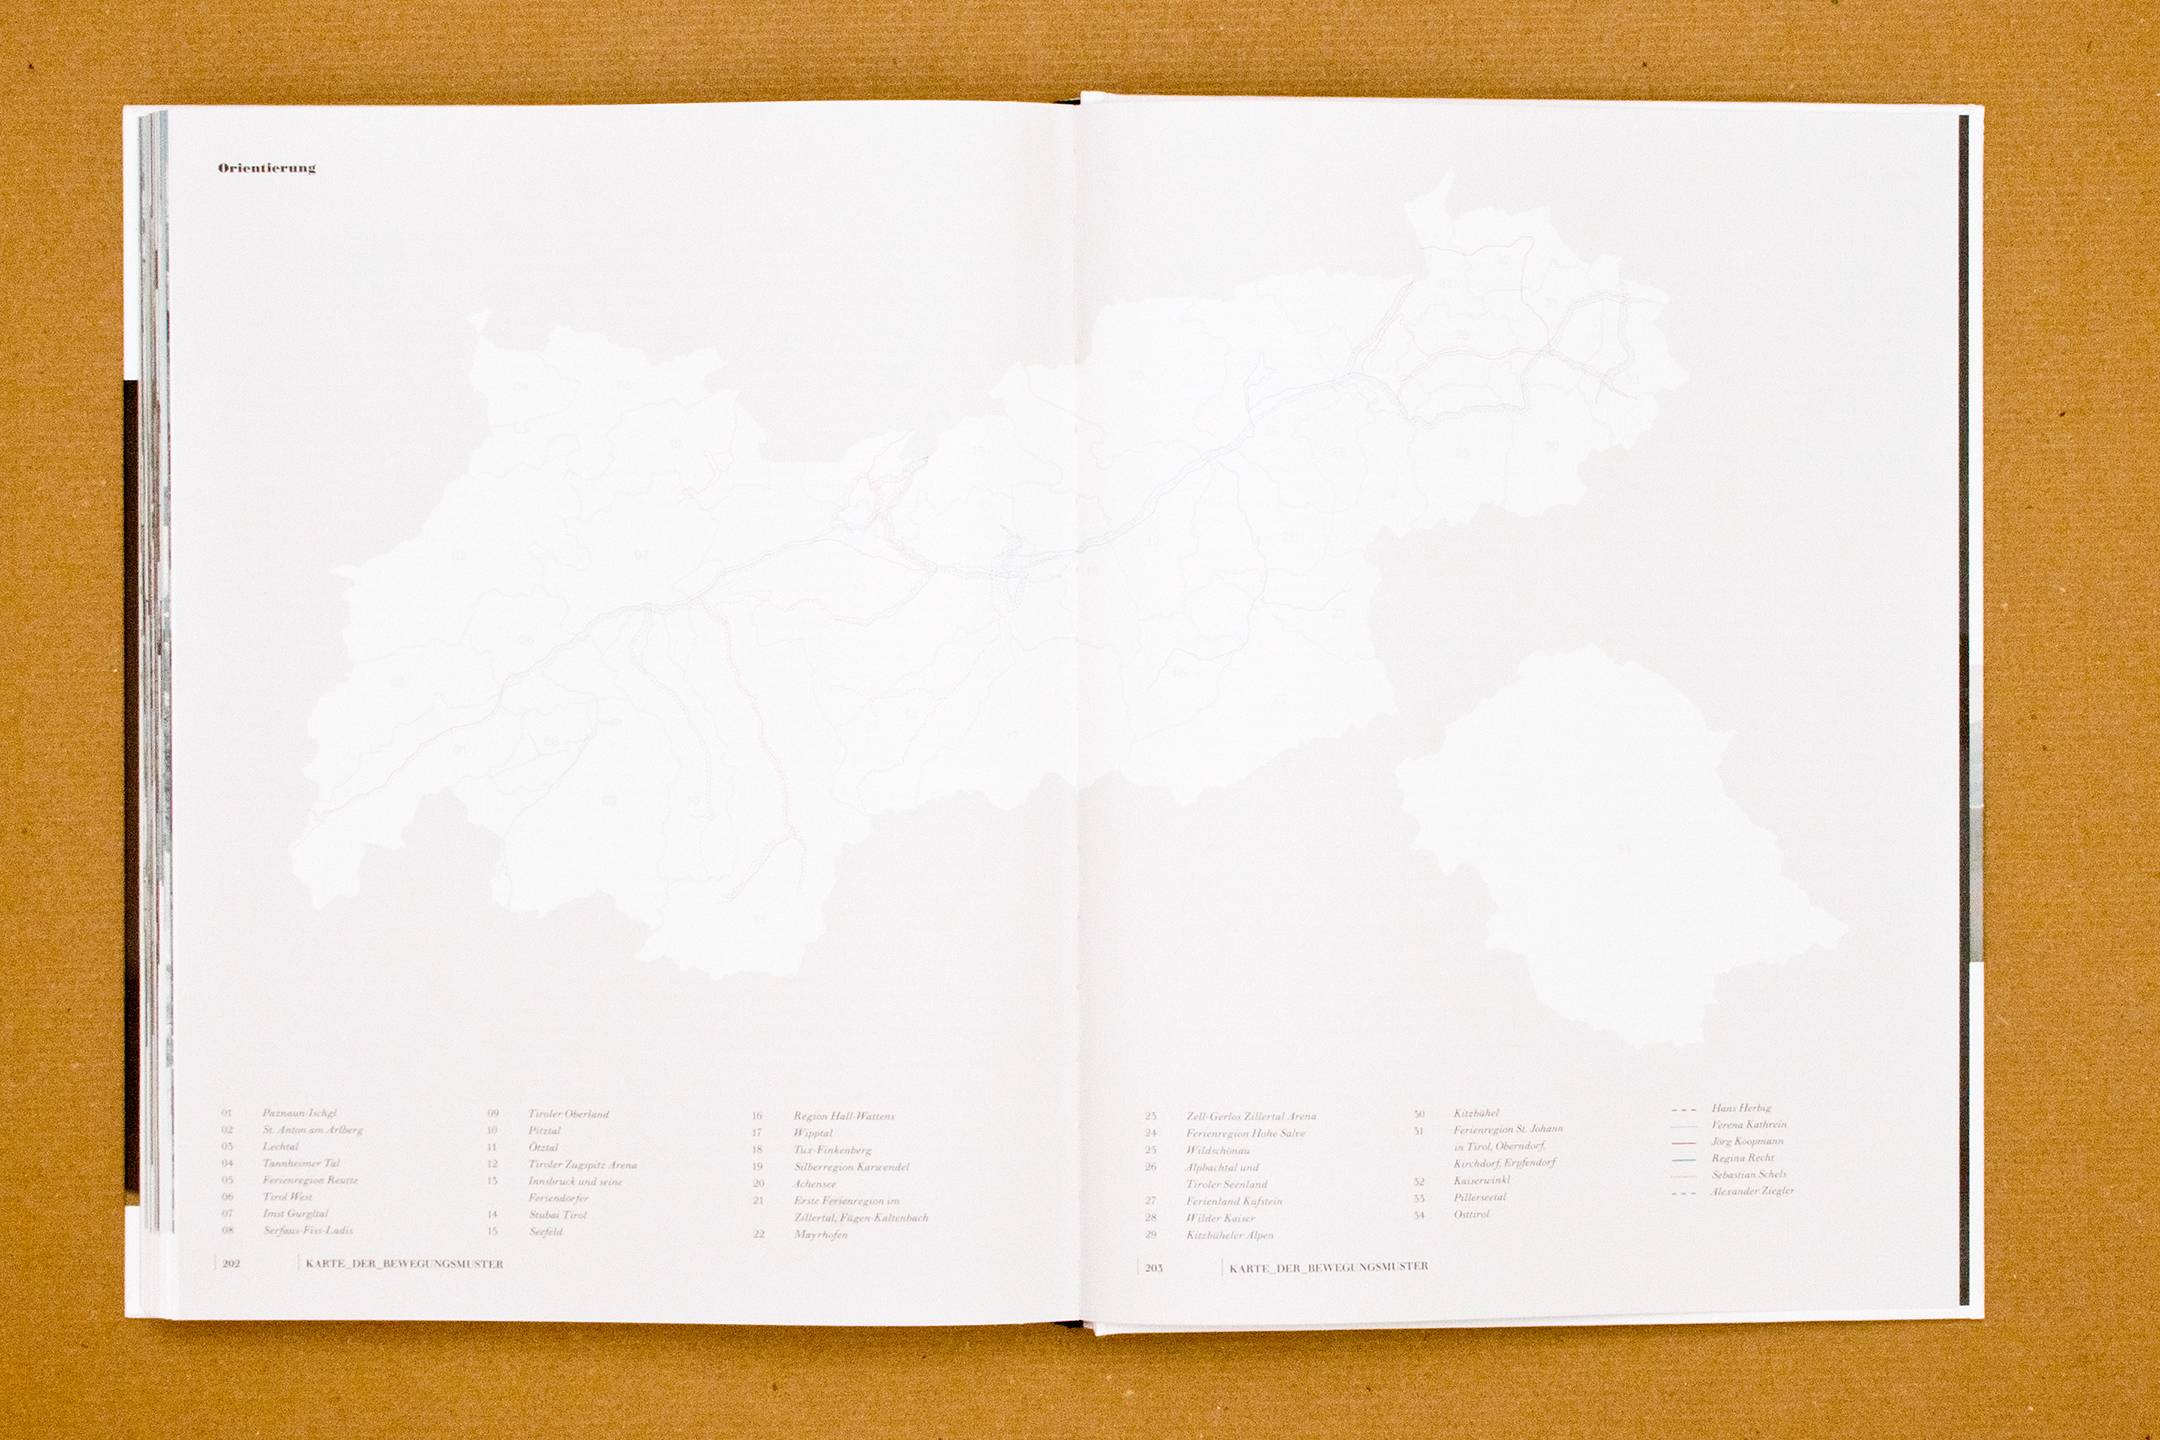 Orientierung
01 Paznaun-Ischgl
02 St. Anton am Arlberg
03 Lechtal
04 Tannheimer Tal
05 Ferienregion Reutte
06 Tirol West
07 Imst Gurgltal
08 Serfaus-Fiss-Ladis
09 Tiroler Oberland
10 Pitztal
11 Ötztal
12 Tiroler Zugspitz Arena
13 Innsbruck und seine
Feriendörfer
14 Stubai Tirol
15 Seefeld
16 Region Hall-Wattens
17 Wipptal
18 Tux-Finkenberg
19 Silberregion Karwendel
20 Achensee
21 Erste Ferienregion im
Zillertal, Fügen-Kaltenbach
22 Mayrhofen
202 KARTE_DER_BEWEGUNGSMUSTER
23 Zell-Gerlos Zillertal Arena
24 Ferienregion Hohe Salve
25 Wildschönau
26 Alpbachtal und
Tiroler Seenland
27 Ferienland Kufstein
28 Wilder Kaiser
29 Kitzbüheler Alpen
30 Kitzbühel
31 Ferienregion St. Johann
in Tirol, Oberndorf,
Kirchdorf, Erpfendorf
32 Kaiserwinkl
33 Pillerseetal
34 Osttirol
Hans Herbig
Verena Kathrein
Jörg Koopmann
Regina Recht
Sebastian Schels
Alexander Ziegler
203 KARTE_DER_BEWEGUNGSMUSTER